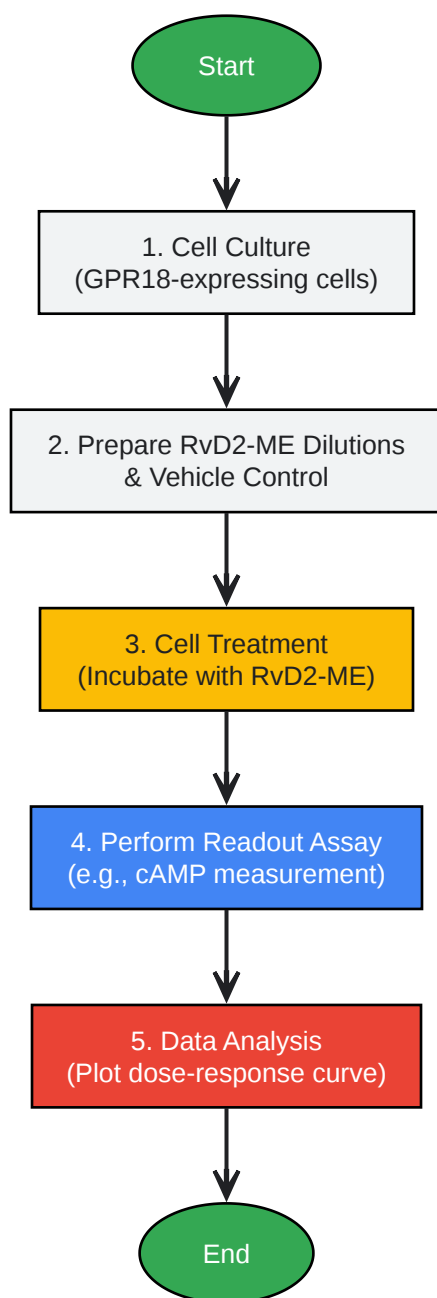 Start
1. Cell Culture
(GPR18-expressing cells)
2. Prepare RvD2-ME Dilutions
& Vehicle Control
3. Cell Treatment
(Incubate with RvD2-ME)
4. Perform Readout Assay
(e.g., cAMP measurement)
5. Data Analysis
(Plot dose-response curve)
End